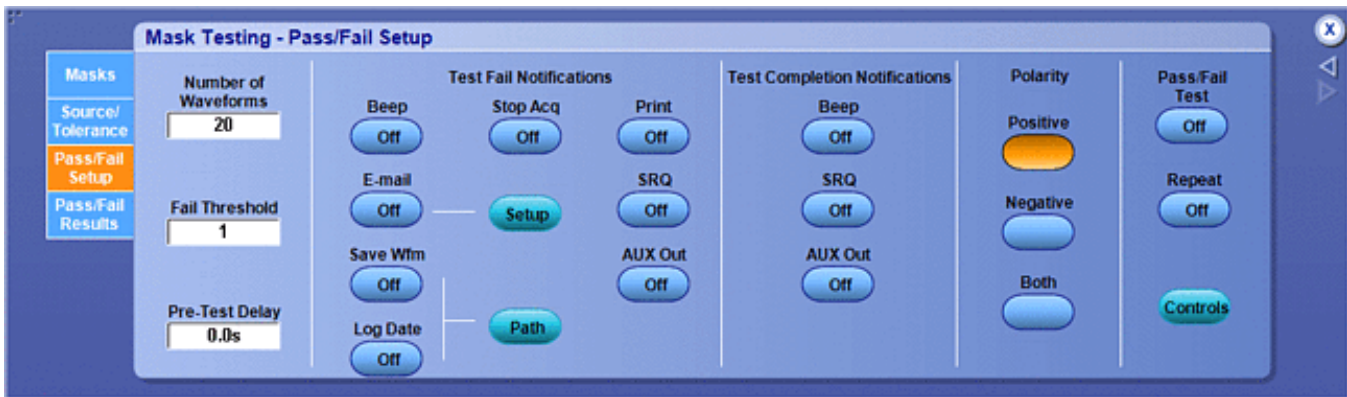 Mask Testing - Pass/Fail Setup
X
Masks
Source/
Tolerance
Pass/Fail
Setup
Pass/Fail
Results
Number of
Waveforms
20
Fail Threshold
1
Pre-Test Delay
0.0s
Test Fail Notifications
Beep
Off
Stop Acq
Off
Print
Off
E-mail
Off
Setup
SRQ
Off
Save Wfm
Off
AUX Out
Off
Log Date
Off
Path
Test Completion Notifications
Beep
Off
SRQ
Off
AUX Out
Off
Polarity
Positive
Negative
Both
Pass/Fail
Test
Off
Repeat
Off
Controls